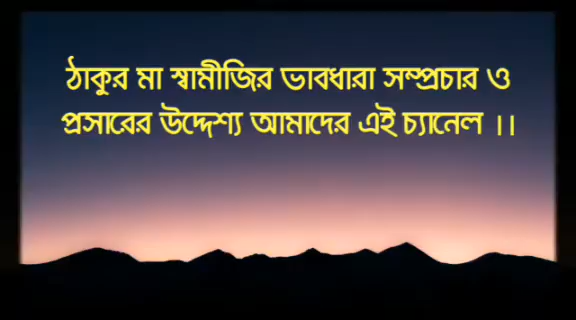 ঠাকুর মা স্বামীজির ভাবধারা সম্প্রচার ও
প্রসারের উদ্দেশ্য আমাদের এই চ্যানেল ।।